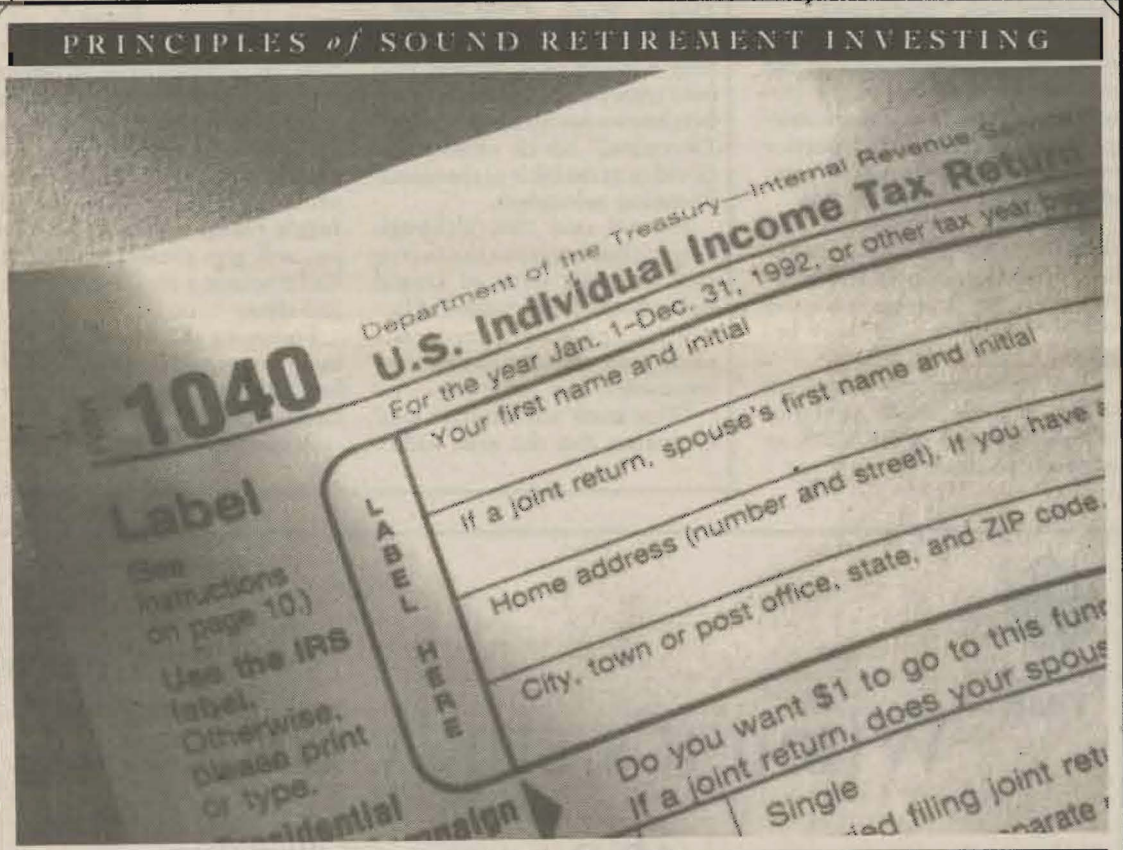 PRINCIPLES of SOUND RETIREMENT INVESTING
Department of the Treasury—Internal Revenue Service
1040
U.S. Individual Income Tax Return
For the year Jan. 1–Dec. 31, 1992, or other tax year
Label
(See
instructions
on page 10.)
Use the IRS
label.
Otherwise,
please print
or type.
LABEL HERE
Your first name and initial
If a joint return, spouse's first name and initial
Home address (number and street). If you have a
City, town or post office, state, and ZIP code.
Do you want $1 to go to this fund
If a joint return, does your spouse
Single
filing joint